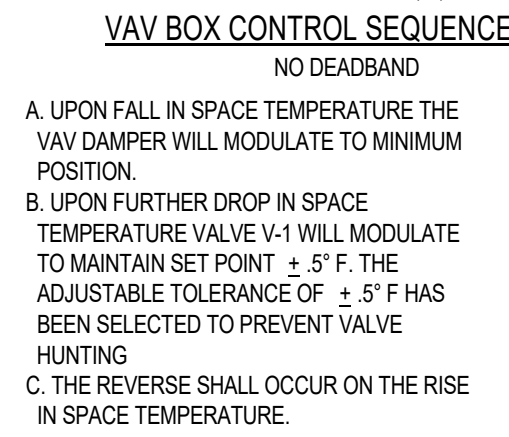 VAV BOX CONTROL SEQUENCE
NO DEADBAND
A. UPON FALL IN SPACE TEMPERATURE THE
VAV DAMPER WILL MODULATE TO MINIMUM
POSITION.
B. UPON FURTHER DROP IN SPACE
TEMPERATURE VALVE V-1 WILL MODULATE
TO MAINTAIN SET POINT ± .5° F. THE
ADJUSTABLE TOLERANCE OF ± .5° F HAS
BEEN SELECTED TO PREVENT VALVE
HUNTING
C. THE REVERSE SHALL OCCUR ON THE RISE
IN SPACE TEMPERATURE.